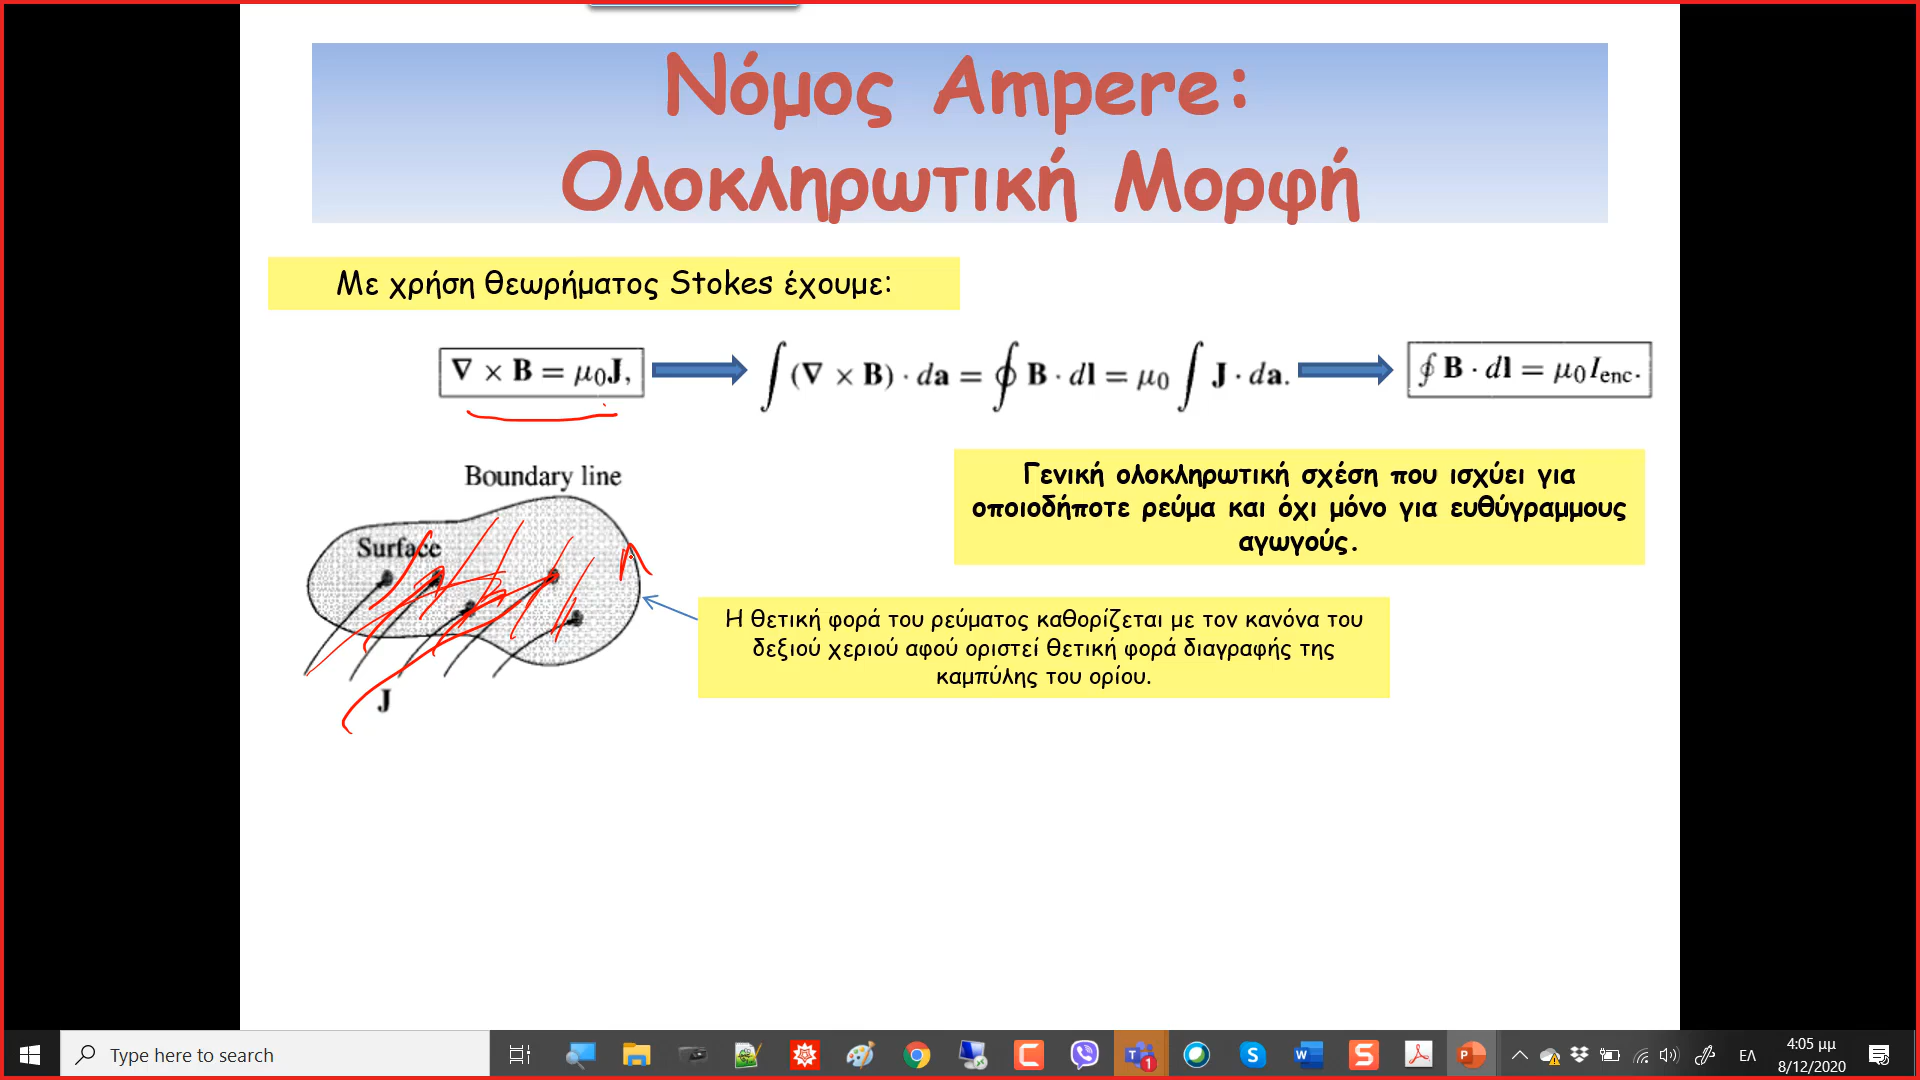 Νόμος Ampere:
Ολοκληρωτική Μορφή
Με χρήση θεωρήματος Stokes έχουμε:
∇ × B = μ₀J, ∫(∇ × B) · da = ∮ B · dl = μ₀ ∫ J · da. ∮ B · dl = μ₀I_enc.
Boundary line
Surface
J
Γενική ολοκληρωτική σχέση που ισχύει για
οποιοδήποτε ρεύμα και όχι μόνο για ευθύγραμμους
αγωγούς.
Η θετική φορά του ρεύματος καθορίζεται με τον κανόνα του
δεξιού χεριού αφού οριστεί θετική φορά διαγραφής της
καμπύλης του ορίου.
Type here to search
ΕΛ
4:05 μμ
8/12/2020